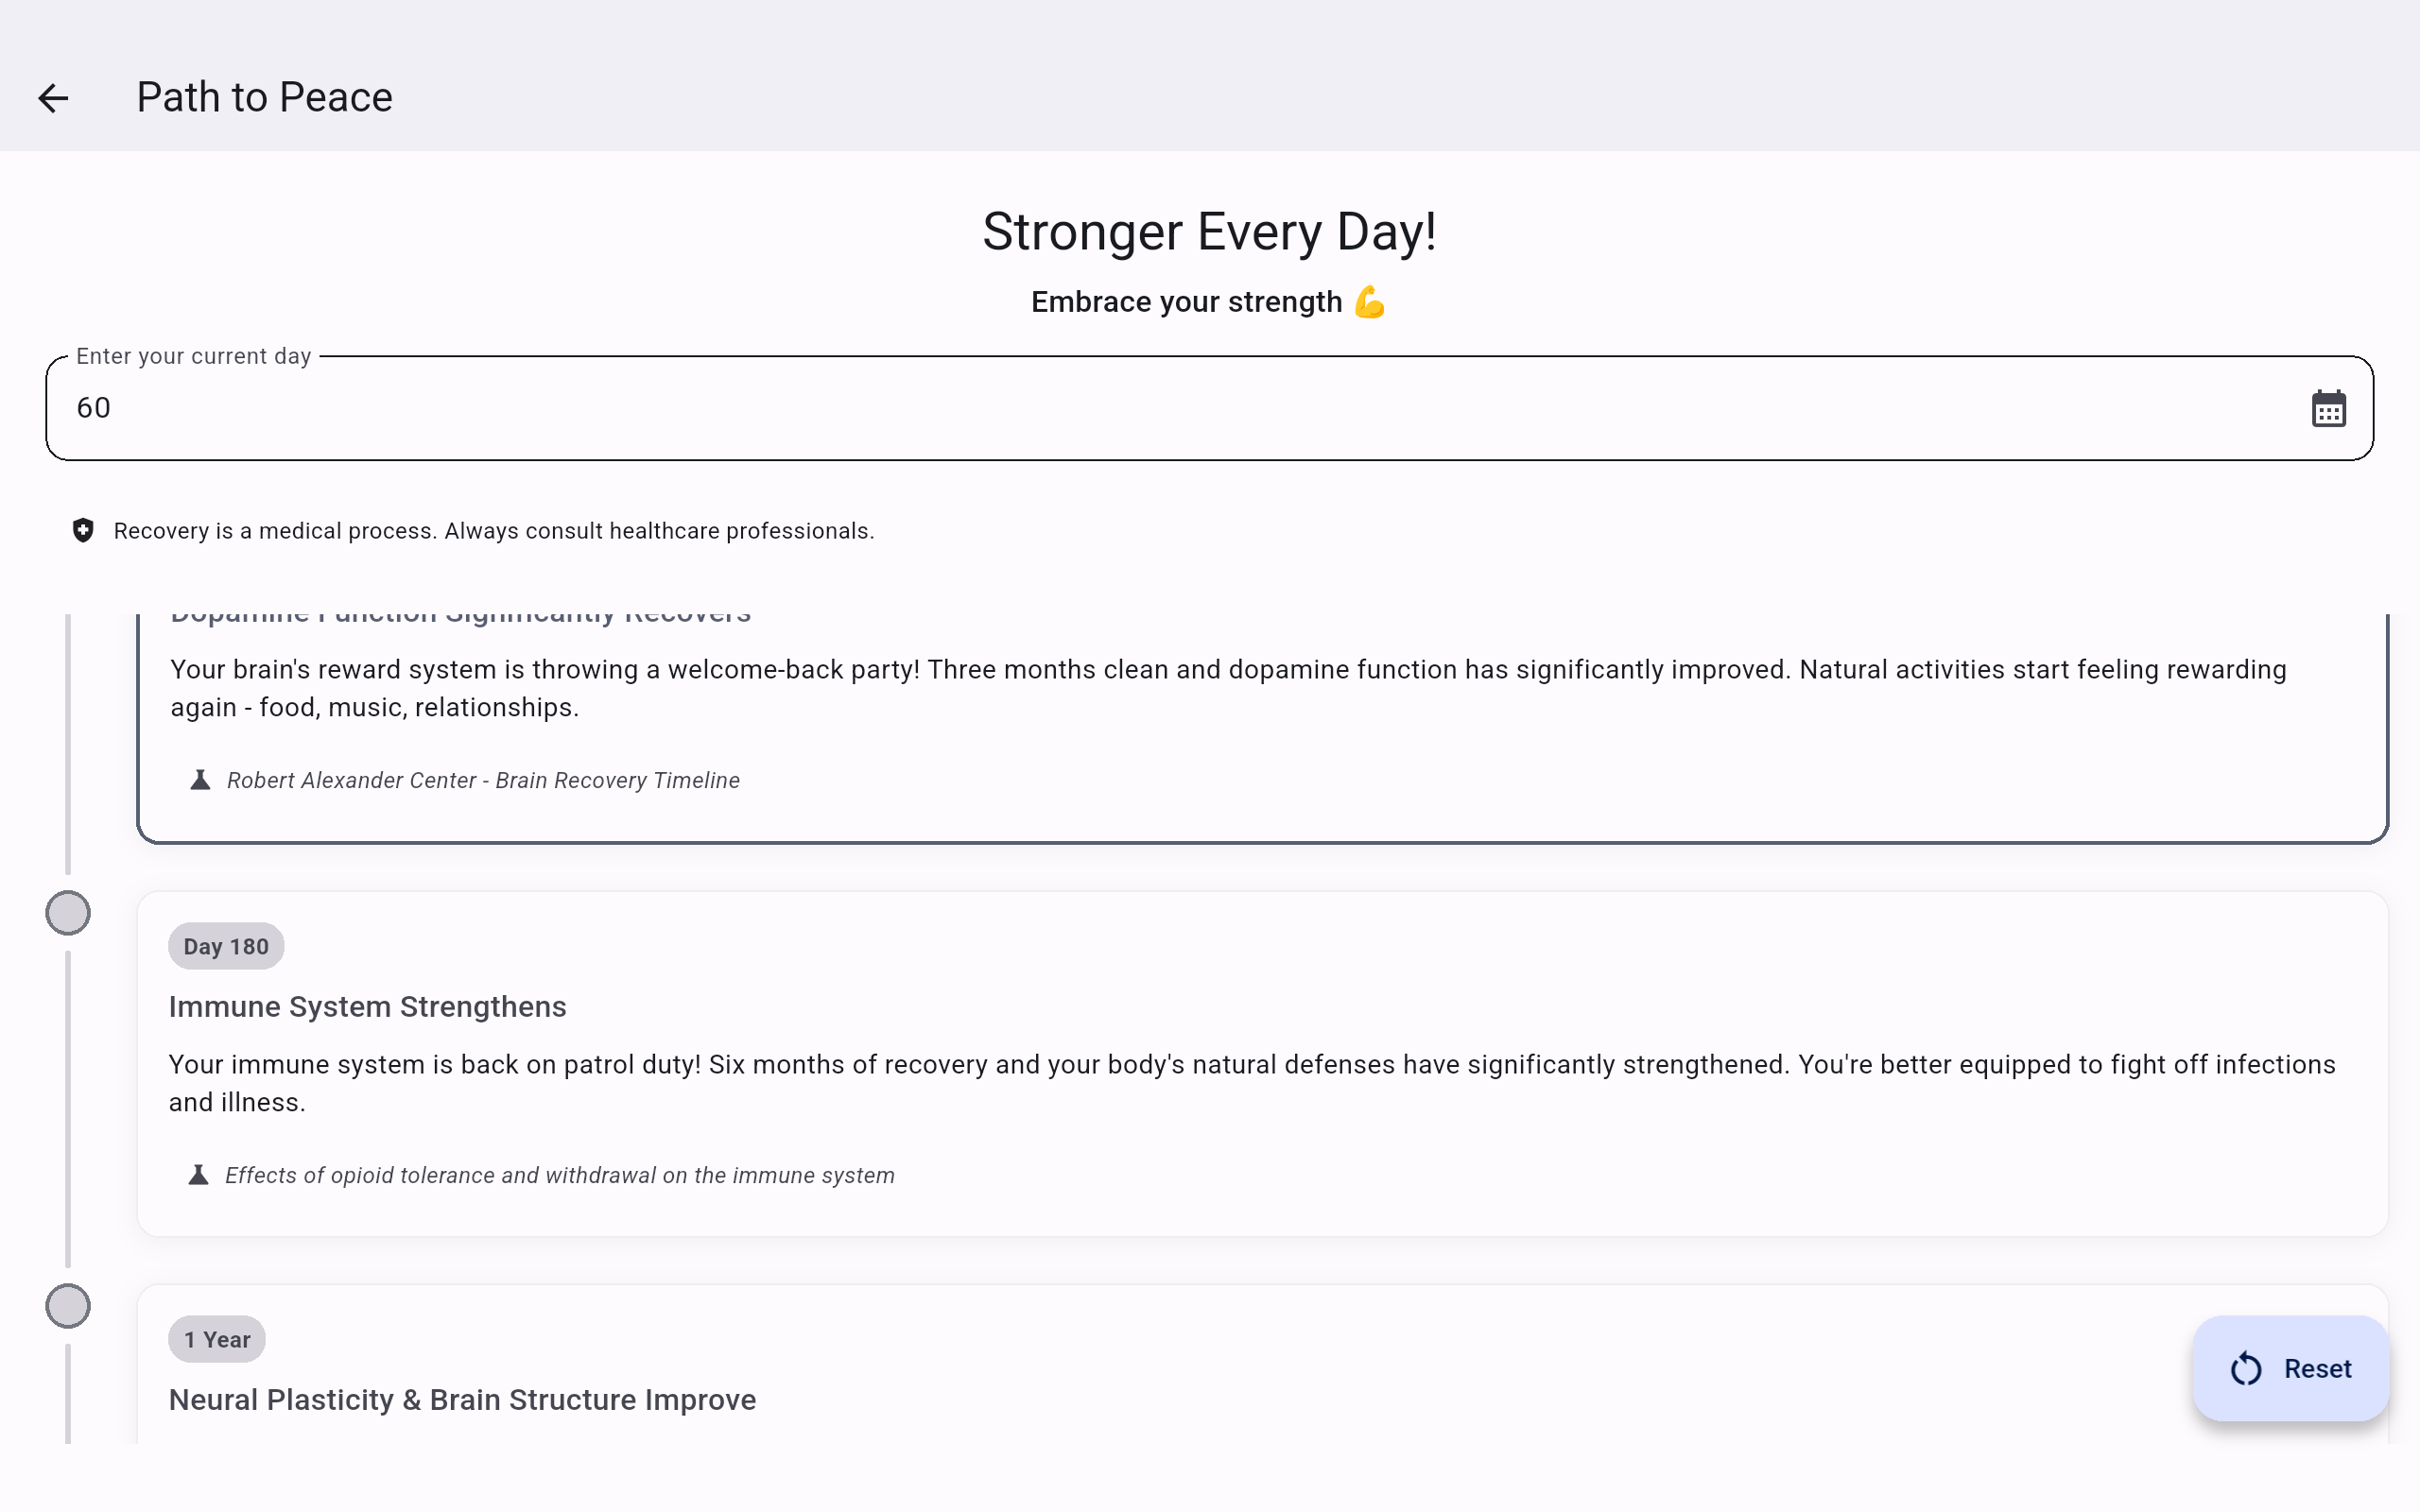 Path to Peace
Stronger Every Day!
Embrace your strength 💪
Enter your current day
60
Recovery is a medical process. Always consult healthcare professionals.
Dopamine Function Significantly Recovers
Your brain's reward system is throwing a welcome-back party! Three months clean and dopamine function has significantly improved. Natural activities start feeling rewarding
again - food, music, relationships.
Robert Alexander Center - Brain Recovery Timeline
Day 180
Immune System Strengthens
Your immune system is back on patrol duty! Six months of recovery and your body's natural defenses have significantly strengthened. You're better equipped to fight off infections
and illness.
Effects of opioid tolerance and withdrawal on the immune system
1 Year
Neural Plasticity & Brain Structure Improve
Reset